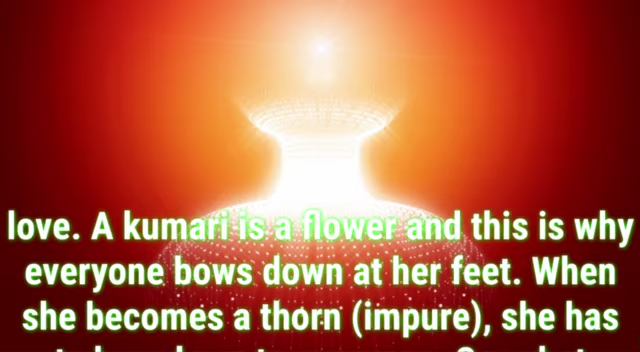 love. A kumari is a flower and this is why
everyone bows down at her feet. When
she becomes a thorn (impure), she has